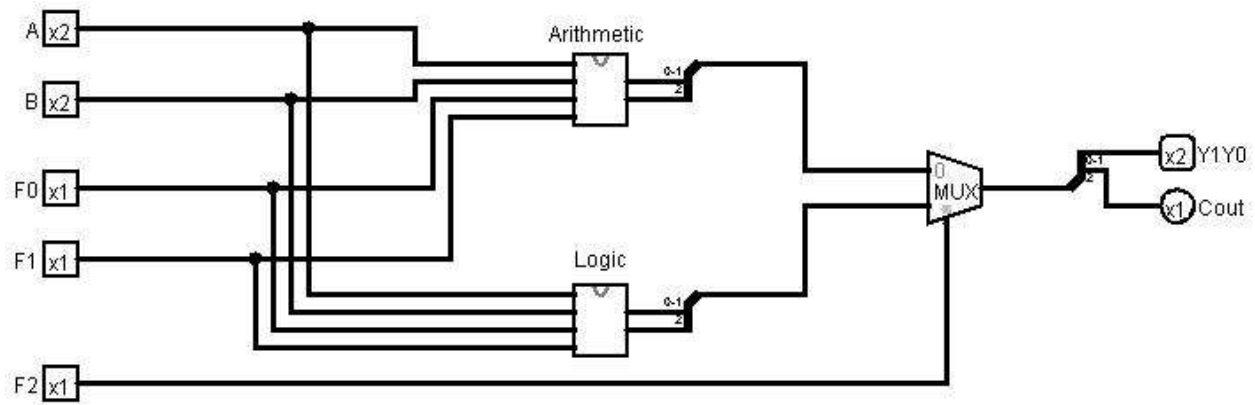 A x2
Arithmetic
0-1
2
B x2
x2 Y1Y0
0-1
2
0
MUX
F0 x1
x1 Cout
F1 x1
Logic
0-1
2
F2 x1